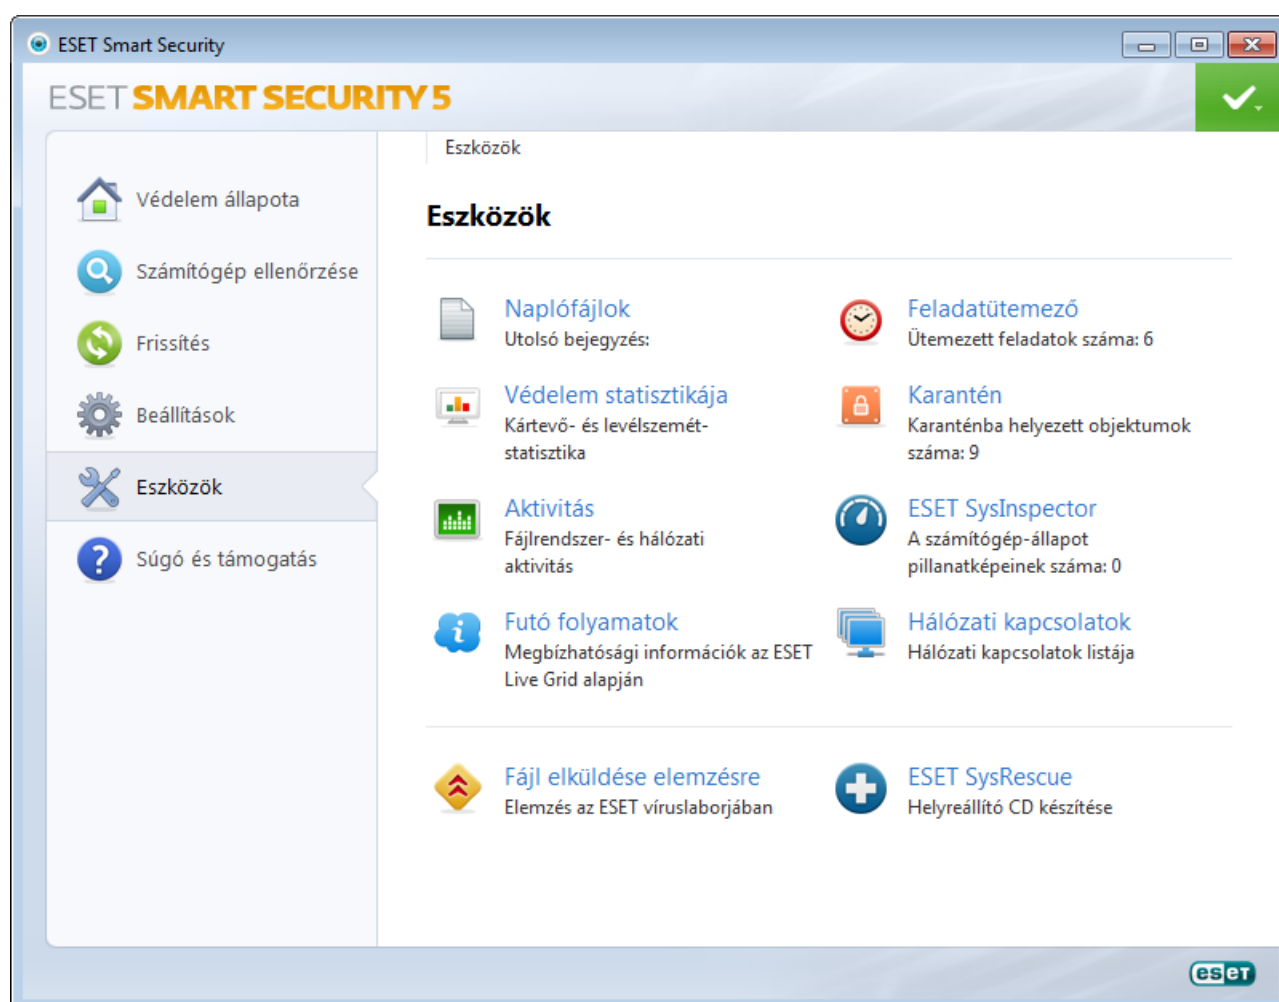 ESET Smart Security
ESET SMART SECURITY 5
Védelem állapota
Számítógép ellenőrzése
Frissítés
Beállítások
Eszközök
Súgó és támogatás
Eszközök
Eszközök
Naplófájlok
Utolsó bejegyzés:
Feladatütemező
Ütemezett feladatok száma: 6
Védelem statisztikája
Kártevő- és levélszemét-
statisztika
Karantén
Karanténba helyezett objektumok
száma: 9
Aktivitás
Fájlrendszer- és hálózati
aktivitás
ESET SysInspector
A számítógép-állapot
pillanatképeinek száma: 0
Futó folyamatok
Megbízhatósági információk az ESET
Live Grid alapján
Hálózati kapcsolatok
Hálózati kapcsolatok listája
Fájl elküldése elemzésre
Elemzés az ESET víruslaborjában
ESET SysRescue
Helyreállító CD készítése
eseT